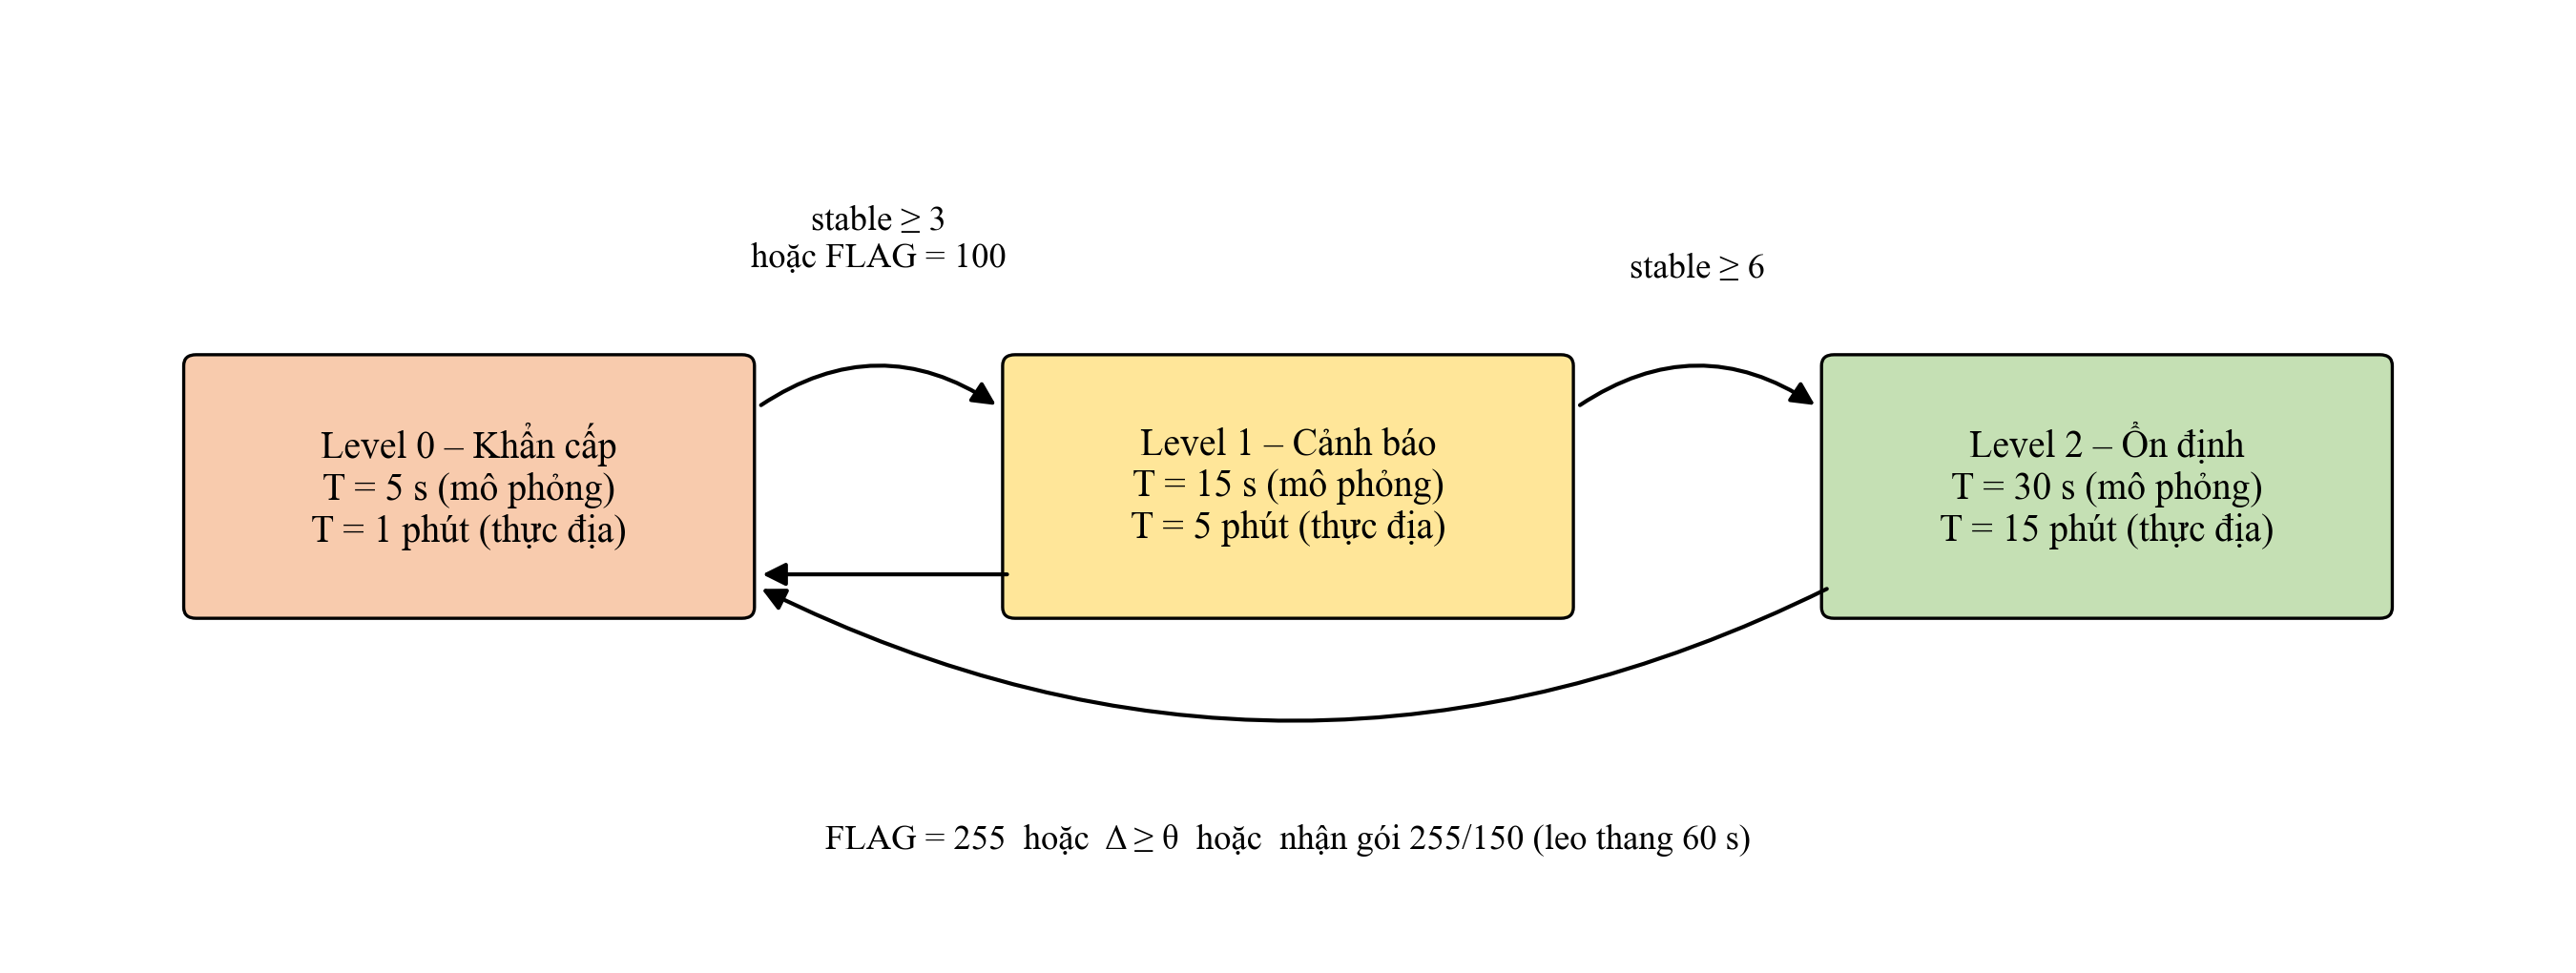 stable ≥ 3
hoặc FLAG = 100
stable ≥ 6
Level 0 – Khẩn cấp
T = 5 s (mô phỏng)
T = 1 phút (thực địa)
Level 1 – Cảnh báo
T = 15 s (mô phỏng)
T = 5 phút (thực địa)
Level 2 – Ổn định
T = 30 s (mô phỏng)
T = 15 phút (thực địa)
FLAG = 255  hoặc  Δ ≥ θ  hoặc  nhận gói 255/150 (leo thang 60 s)